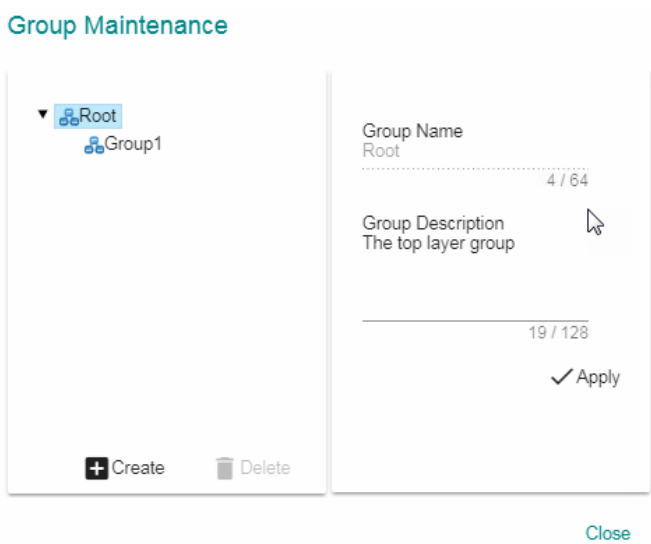 Group Maintenance
Root
Group1
Create
Delete
Group Name
Root
4 / 64
Group Description
The top layer group
19 / 128
Apply
Close